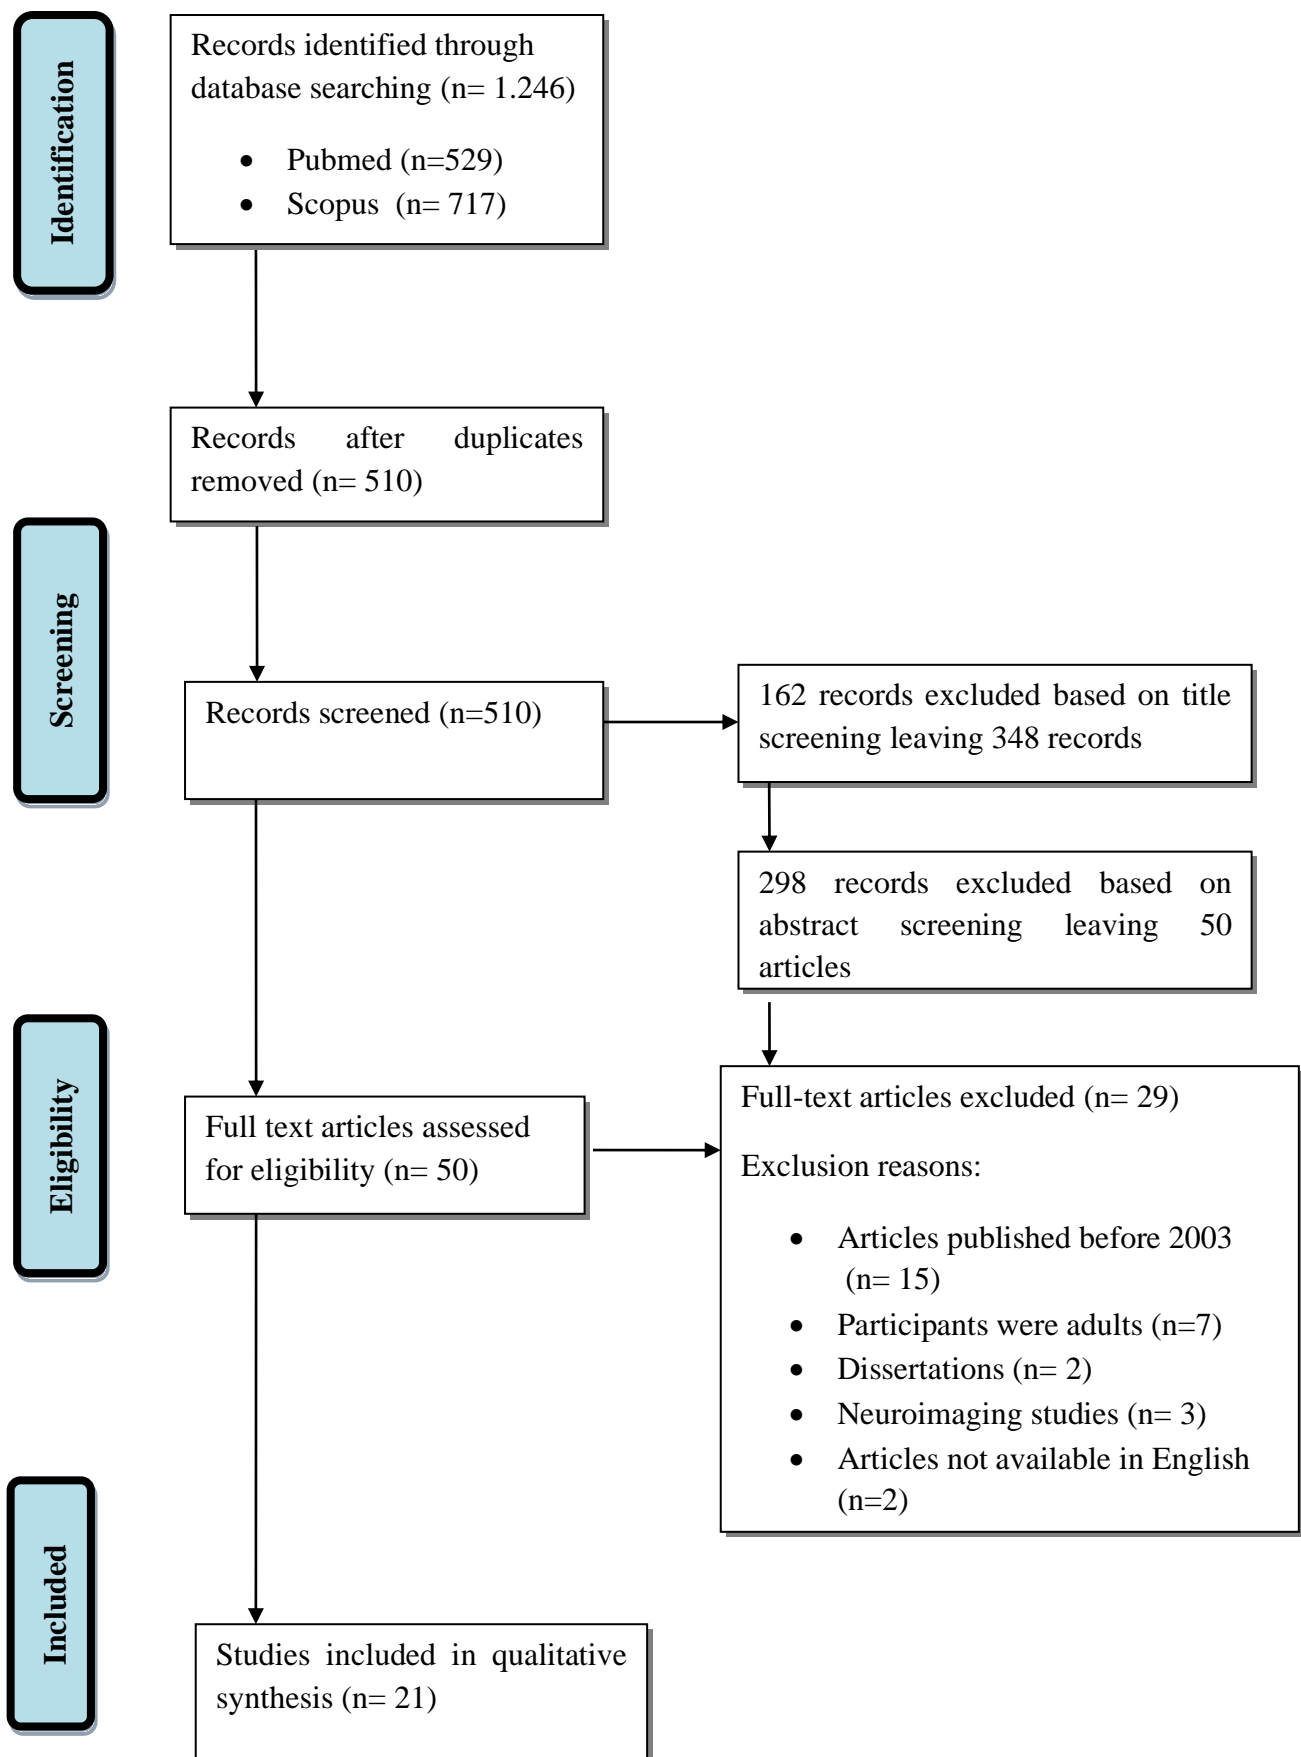 Identification
Records identified through
database searching (n= 1.246)
• Pubmed (n=529)
• Scopus (n= 717)
Records after duplicates
removed (n= 510)
Screening
Records screened (n=510)
162 records excluded based on title
screening leaving 348 records
298 records excluded based on
abstract screening leaving 50
articles
Eligibility
Full text articles assessed
for eligibility (n= 50)
Full-text articles excluded (n= 29)
Exclusion reasons:
• Articles published before 2003
(n= 15)
• Participants were adults (n=7)
• Dissertations (n= 2)
• Neuroimaging studies (n= 3)
• Articles not available in English
(n=2)
Included
Studies included in qualitative
synthesis (n= 21)